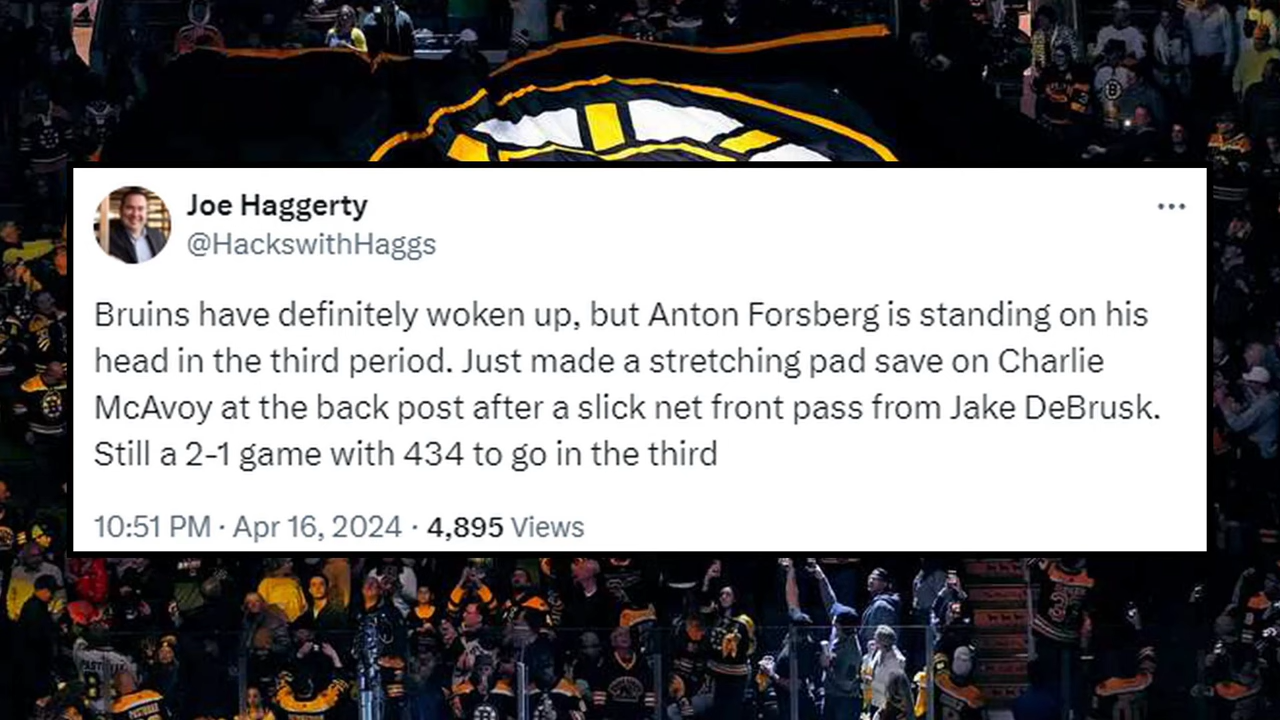 Joe Haggerty
@HackswithHaggs
Bruins have definitely woken up, but Anton Forsberg is standing on his
head in the third period. Just made a stretching pad save on Charlie
McAvoy at the back post after a slick net front pass from Jake DeBrusk.
Still a 2-1 game with 434 to go in the third
10:51 PM · Apr 16, 2024 · 4,895 Views